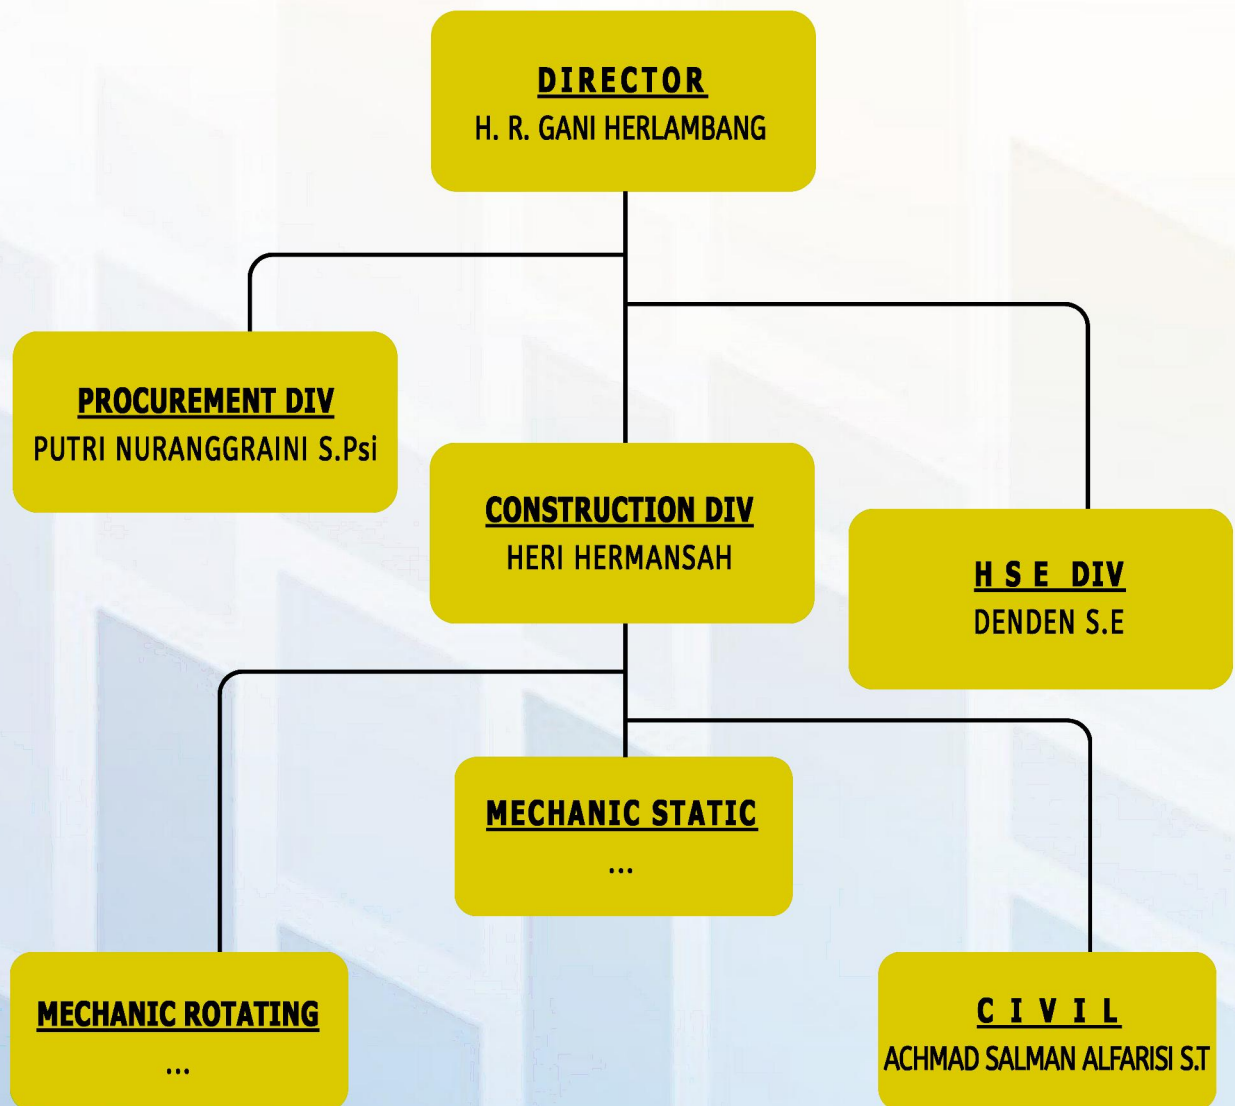 DIRECTOR
H. R. GANI HERLAMBANG
PROCUREMENT DIV
PUTRI NURANGGRAINI S.Psi
CONSTRUCTION DIV
HERI HERMANSAH
H S E DIV
DENDEN S.E
MECHANIC STATIC
...
MECHANIC ROTATING
...
C I V I L
ACHMAD SALMAN ALFARISI S.T